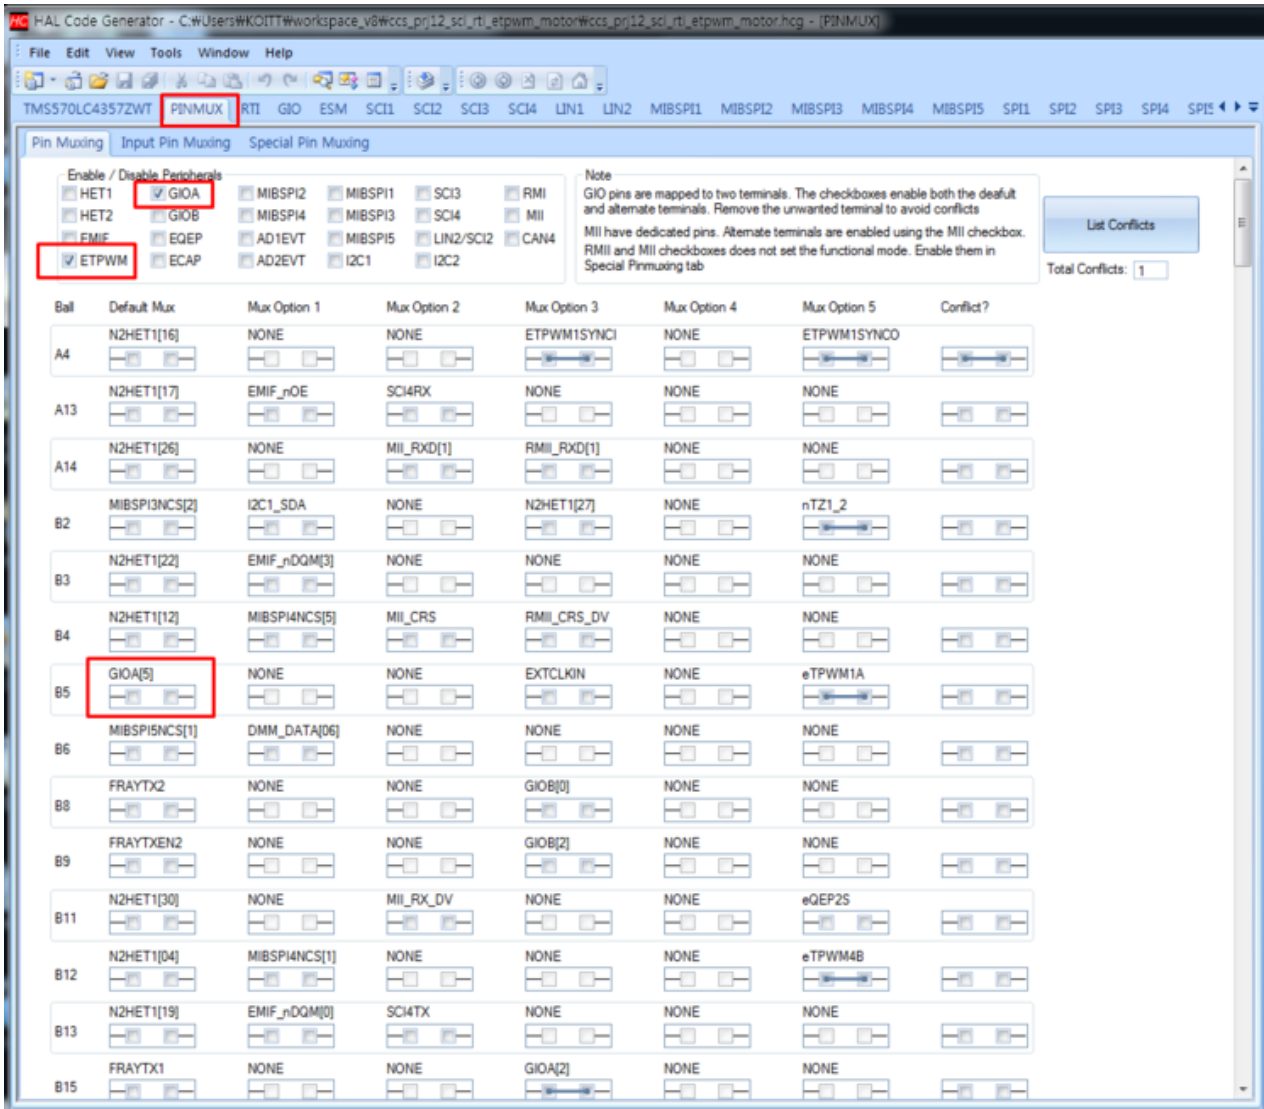 HC HAL Code Generator - C:₩Users₩KOITT₩workspace_v8₩ccs_prj12_sci_rti_etpwm_motor₩ccs_prj12_sci_rti_etpwm_motor.hcg - [PINMUX]
File Edit View Tools Window Help
TMS570LC4357ZWT PINMUX RTI GIO ESM SCI1 SCI2 SCI3 SCI4 LIN1 LIN2 MIBSPI1 MIBSPI2 MIBSPI3 MIBSPI4 MIBSPI5 SPI1 SPI2 SPI3 SPI4 SPI5
Pin Muxing Input Pin Muxing Special Pin Muxing
Enable / Disable Peripherals
HET1 GIOA MIBSPI2 MIBSPI1 SCI3 RMI
HET2 GIOB MIBSPI4 MIBSPI3 SCI4 MII
EMIF EQEP AD1EVT MIBSPI5 LIN2/SCI2 CAN4
ETPWM ECAP AD2EVT I2C1 I2C2
Note
GIO pins are mapped to two terminals. The checkboxes enable both the deafult
and alternate terminals. Remove the unwanted terminal to avoid conflicts
MII have dedicated pins. Alternate terminals are enabled using the MII checkbox.
RMII and MII checkboxes does not set the functional mode. Enable them in
Special Pinmuxing tab
List Conflicts
Total Conflicts: 1
Ball Default Mux Mux Option 1 Mux Option 2 Mux Option 3 Mux Option 4 Mux Option 5 Conflict?
A4 N2HET1[16] NONE NONE ETPWM1SYNCI NONE ETPWM1SYNCO
A13 N2HET1[17] EMIF_nOE SCI4RX NONE NONE NONE
A14 N2HET1[26] NONE MII_RXD[1] RMII_RXD[1] NONE NONE
B2 MIBSPI3NCS[2] I2C1_SDA NONE N2HET1[27] NONE nTZ1_2
B3 N2HET1[22] EMIF_nDQM[3] NONE NONE NONE NONE
B4 N2HET1[12] MIBSPI4NCS[5] MII_CRS RMII_CRS_DV NONE NONE
B5 GIOA[5] NONE NONE EXTCLKIN NONE eTPWM1A
B6 MIBSPI5NCS[1] DMM_DATA[06] NONE NONE NONE NONE
B8 FRAYTX2 NONE NONE GIOB[0] NONE NONE
B9 FRAYTXEN2 NONE NONE GIOB[2] NONE NONE
B11 N2HET1[30] NONE MII_RX_DV NONE NONE eQEP2S
B12 N2HET1[04] MIBSPI4NCS[1] NONE NONE NONE eTPWM4B
B13 N2HET1[19] EMIF_nDQM[0] SCI4TX NONE NONE NONE
B15 FRAYTX1 NONE NONE GIOA[2] NONE NONE